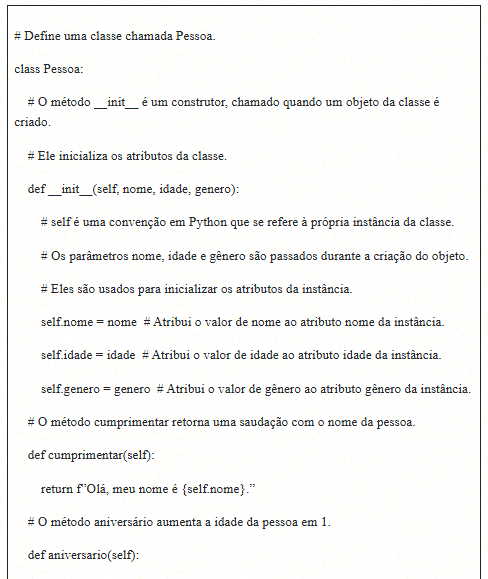 # Define uma classe chamada Pessoa.
class Pessoa:
# O método __init__ é um construtor, chamado quando um objeto da classe é
criado.
# Ele inicializa os atributos da classe.
def __init__(self, nome, idade, genero):
# self é uma convenção em Python que se refere à própria instância da classe.
# Os parâmetros nome, idade e gênero são passados durante a criação do objeto.
# Eles são usados para inicializar os atributos da instância.
self.nome = nome  # Atribui o valor de nome ao atributo nome da instância.
self.idade = idade  # Atribui o valor de idade ao atributo idade da instância.
self.genero = genero  # Atribui o valor de gênero ao atributo gênero da instância.
# O método cumprimentar retorna uma saudação com o nome da pessoa.
def cumprimentar(self):
return f”Olá, meu nome é {self.nome}.”
# O método aniversário aumenta a idade da pessoa em 1.
def aniversario(self):